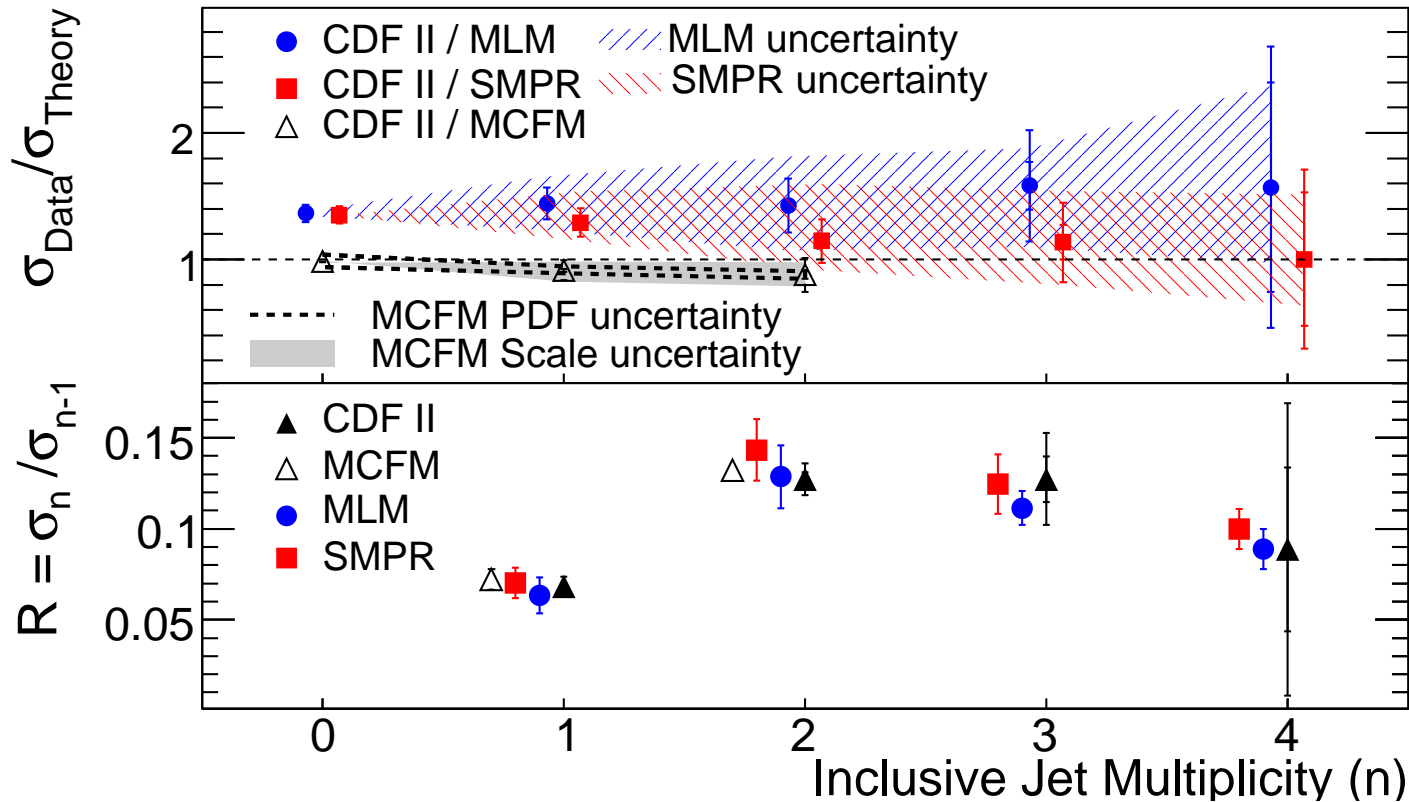 σData/σTheory
CDF II / MLM
MLM uncertainty
CDF II / SMPR
SMPR uncertainty
CDF II / MCFM
2
1
MCFM PDF uncertainty
MCFM Scale uncertainty
R = σn/σn-1
CDF II
MCFM
MLM
SMPR
0.15
0.1
0.05
0 1 2 3 4
Inclusive Jet Multiplicity (n)